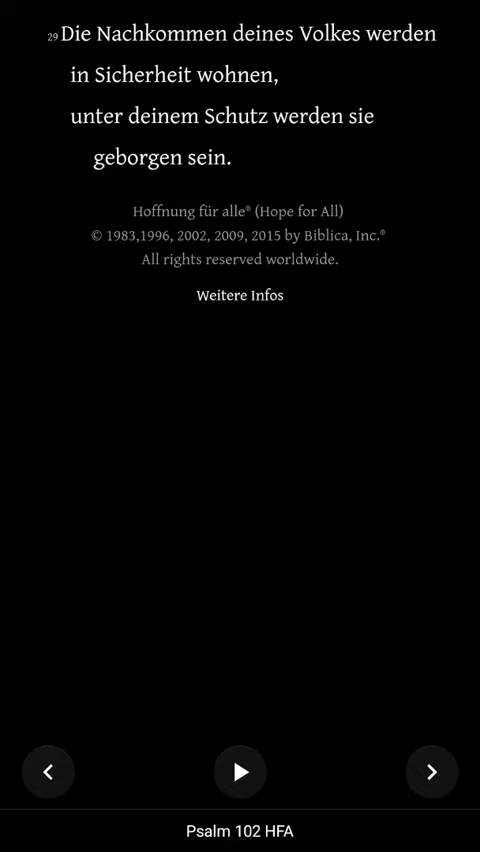 29 Die Nachkommen deines Volkes werden
in Sicherheit wohnen,
unter deinem Schutz werden sie
geborgen sein.
Hoffnung für alle® (Hope for All)
© 1983,1996, 2002, 2009, 2015 by Biblica, Inc.®
All rights reserved worldwide.
Weitere Infos
Psalm 102 HFA